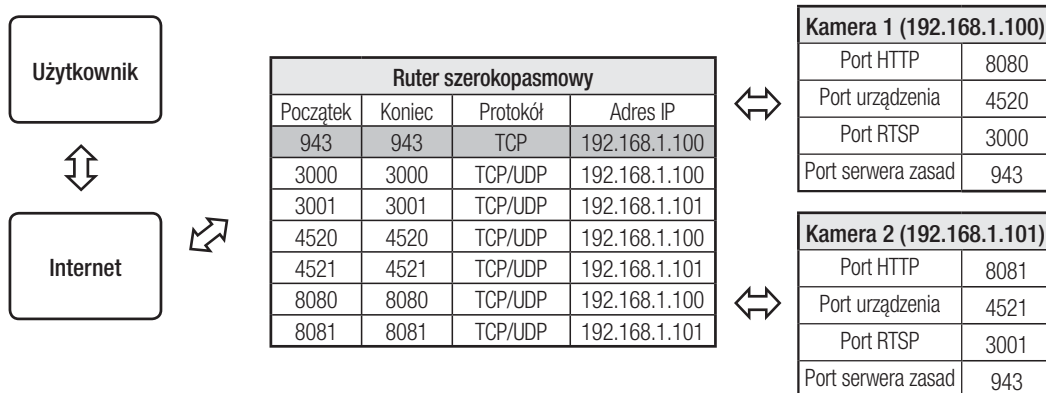 Użytkownik
Internet
Ruter szerokopasmowy
Początek Koniec Protokół Adres IP
943 943 TCP 192.168.1.100
3000 3000 TCP/UDP 192.168.1.100
3001 3001 TCP/UDP 192.168.1.101
4520 4520 TCP/UDP 192.168.1.100
4521 4521 TCP/UDP 192.168.1.101
8080 8080 TCP/UDP 192.168.1.100
8081 8081 TCP/UDP 192.168.1.101
Kamera 1 (192.168.1.100)
Port HTTP 8080
Port urządzenia 4520
Port RTSP 3000
Port serwera zasad 943
Kamera 2 (192.168.1.101)
Port HTTP 8081
Port urządzenia 4521
Port RTSP 3001
Port serwera zasad 943